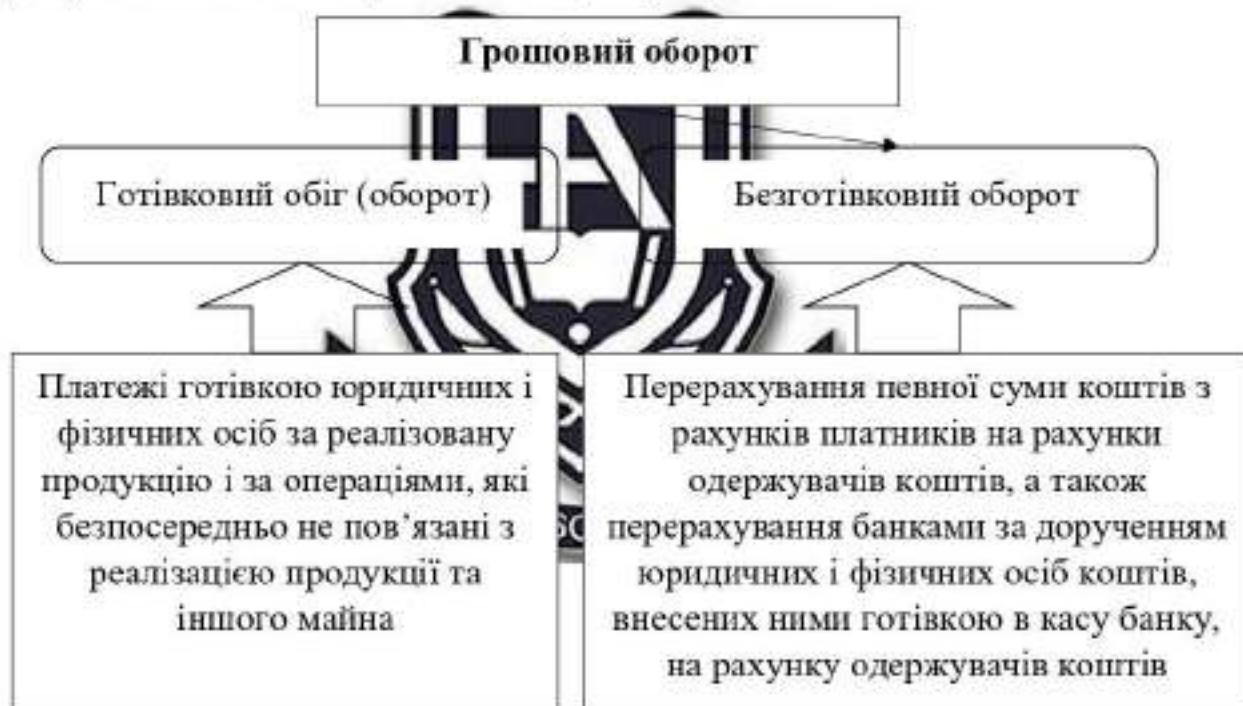 Грошовий оборот
Готівковий обіг (оборот)
Безготівковий оборот
Платежі готівкою юридичних і
фізичних осіб за реалізовану
продукцію і за операціями, які
безпосередньо не пов’язані з
реалізацією продукції та
іншого майна
Перерахування певної суми коштів з
рахунків платників на рахунки
одержувачів коштів, а також
перерахування банками за дорученням
юридичних і фізичних осіб коштів,
внесених ними готівкою в касу банку,
на рахунку одержувачів коштів